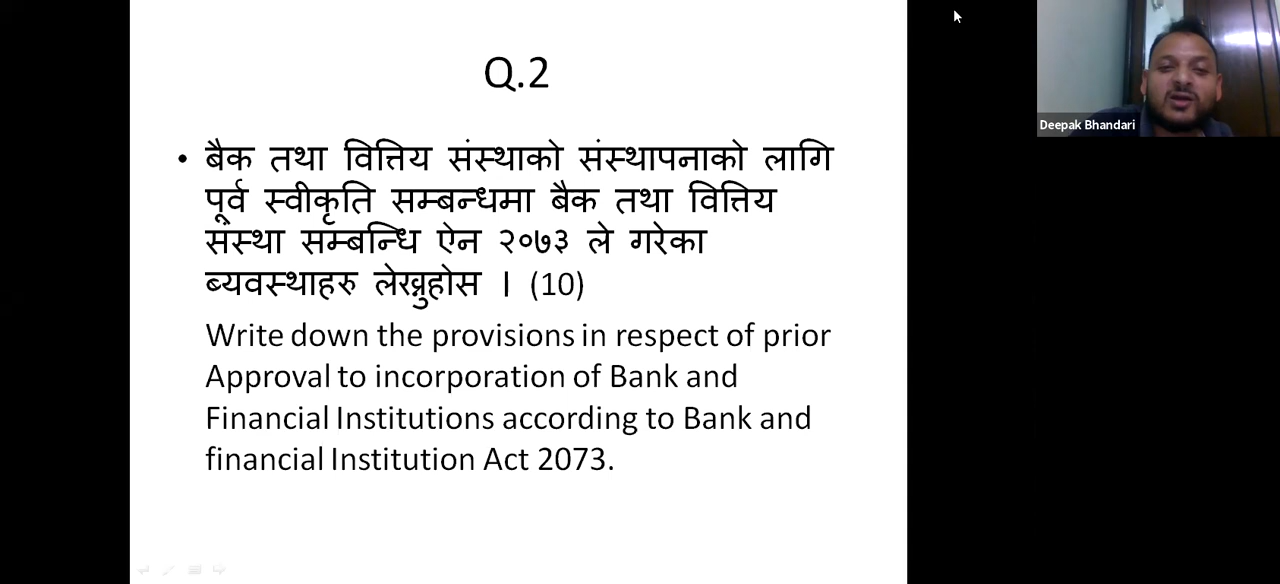 Q.2
• बैक तथा वित्तिय संस्थाको संस्थापनाको लागि
पूर्व स्वीकृति सम्बन्धमा बैक तथा वित्तिय
संस्था सम्बन्धि ऐन २०७३ ले गरेका
ब्यवस्थाहरु लेख्नुहोस । (10)
Write down the provisions in respect of prior
Approval to incorporation of Bank and
Financial Institutions according to Bank and
financial Institution Act 2073.
Deepak Bhandari